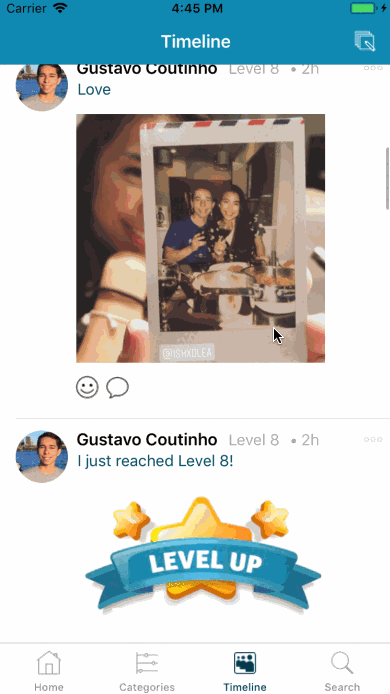 Carrier 4:45 PM
Timeline
Gustavo Coutinho Level 8 • 2h
Love
Gustavo Coutinho Level 8 • 2h
I just reached Level 8!
LEVEL UP
Home Categories Timeline Search